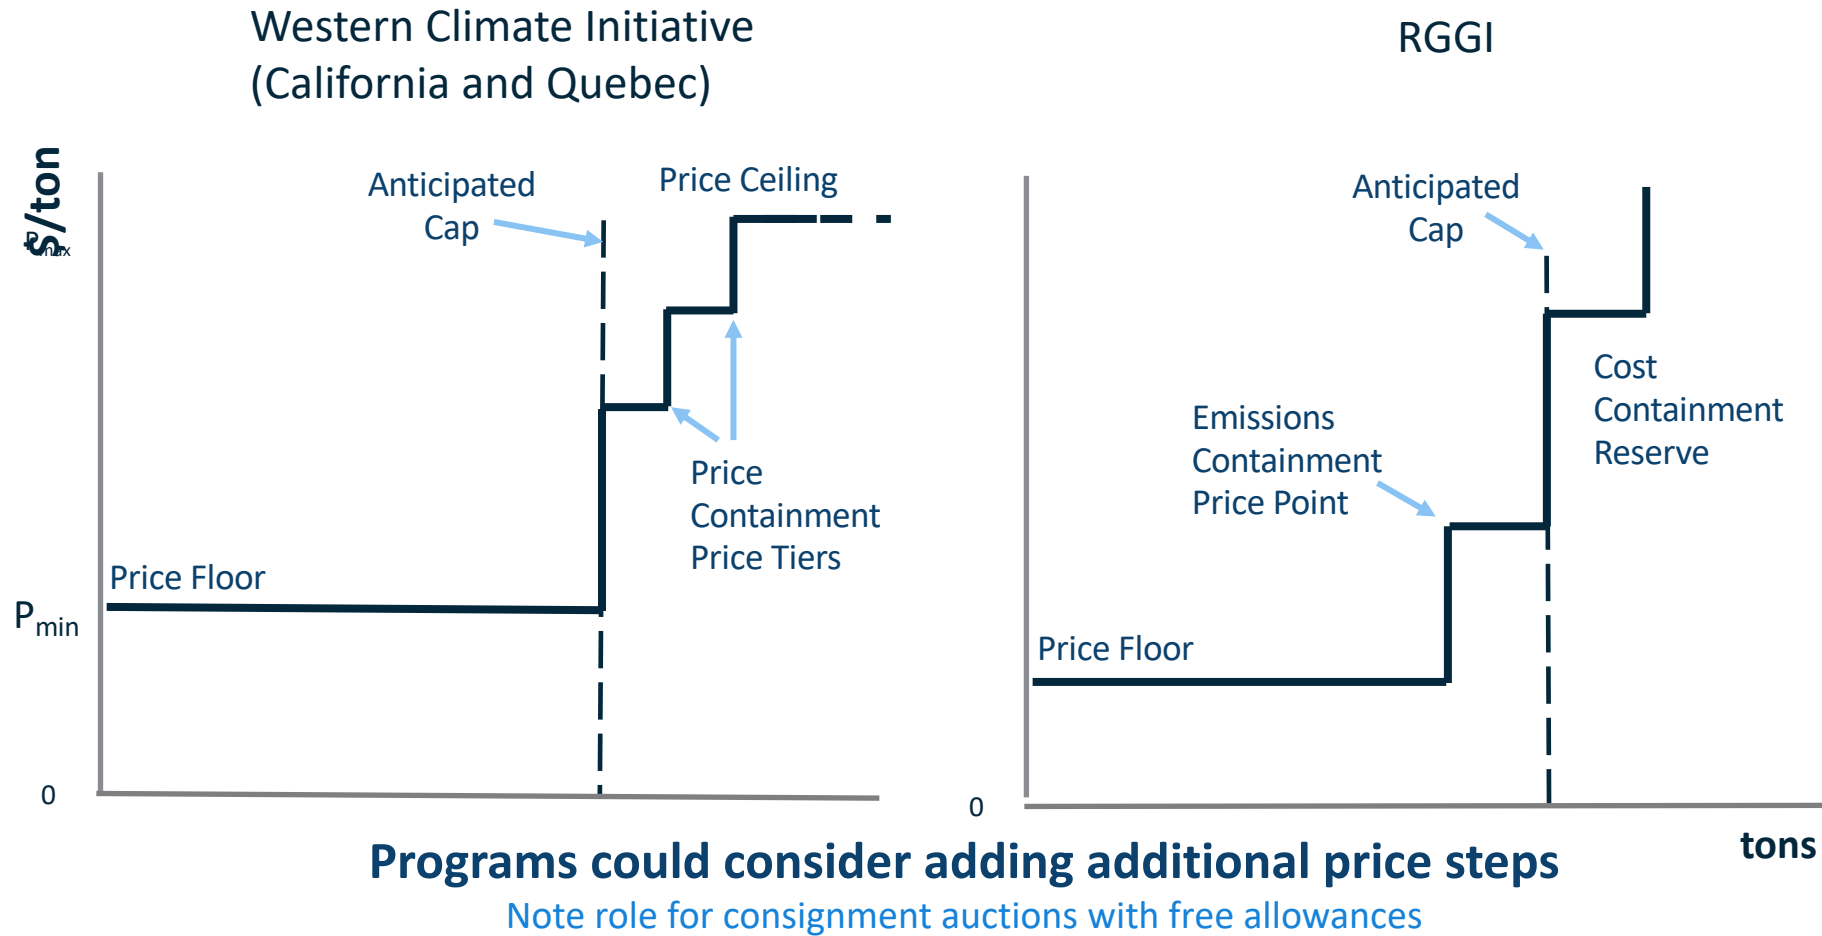 Western Climate Initiative
(California and Quebec)
RGGI
$/ton
Pmax
Anticipated
Cap
Price Ceiling
Price
Containment
Price Tiers
Price Floor
Pmin
0
Anticipated
Cap
Cost
Containment
Reserve
Emissions
Containment
Price Point
Price Floor
0
tons
Programs could consider adding additional price steps
Note role for consignment auctions with free allowances